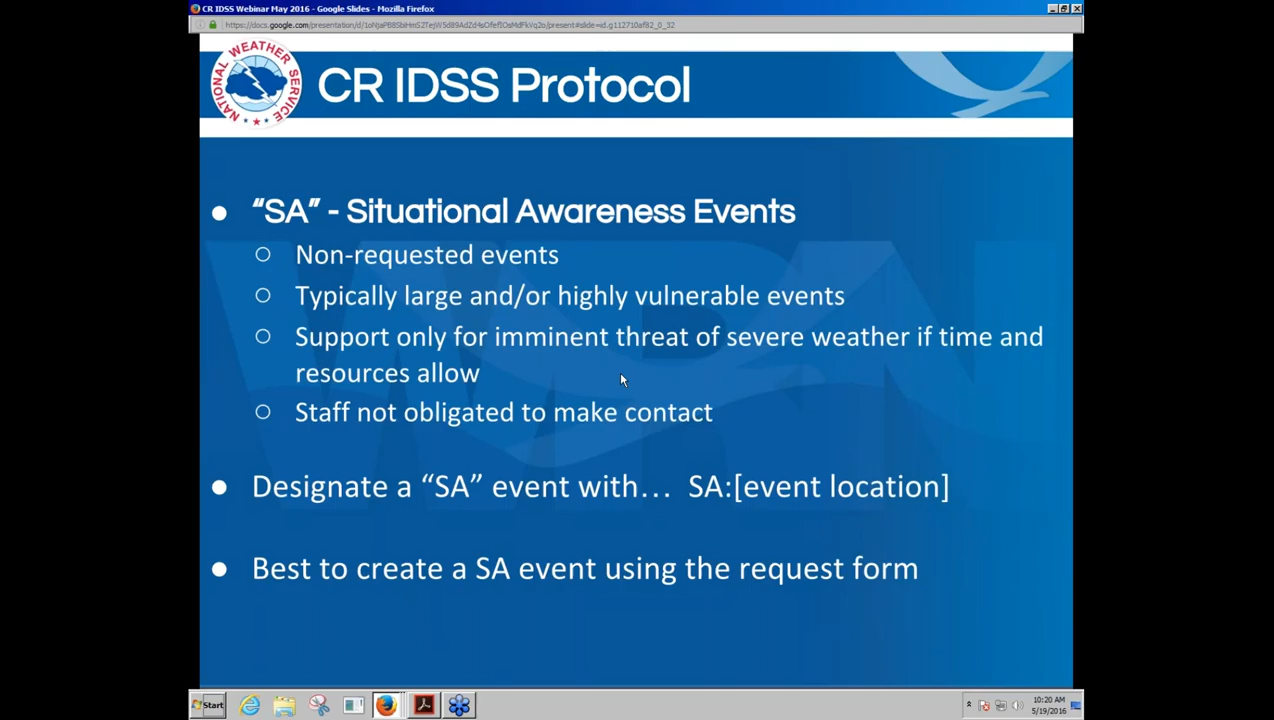 CR IDSS Webinar May 2016 - Google Slides - Mozilla Firefox
NATIONAL WEATHER SERVICE
CR IDSS Protocol
● “SA” - Situational Awareness Events
○ Non-requested events
○ Typically large and/or highly vulnerable events
○ Support only for imminent threat of severe weather if time and
resources allow
○ Staff not obligated to make contact
● Designate a “SA” event with… SA:[event location]
● Best to create a SA event using the request form
WRN
Start
10:20 AM
5/19/2016